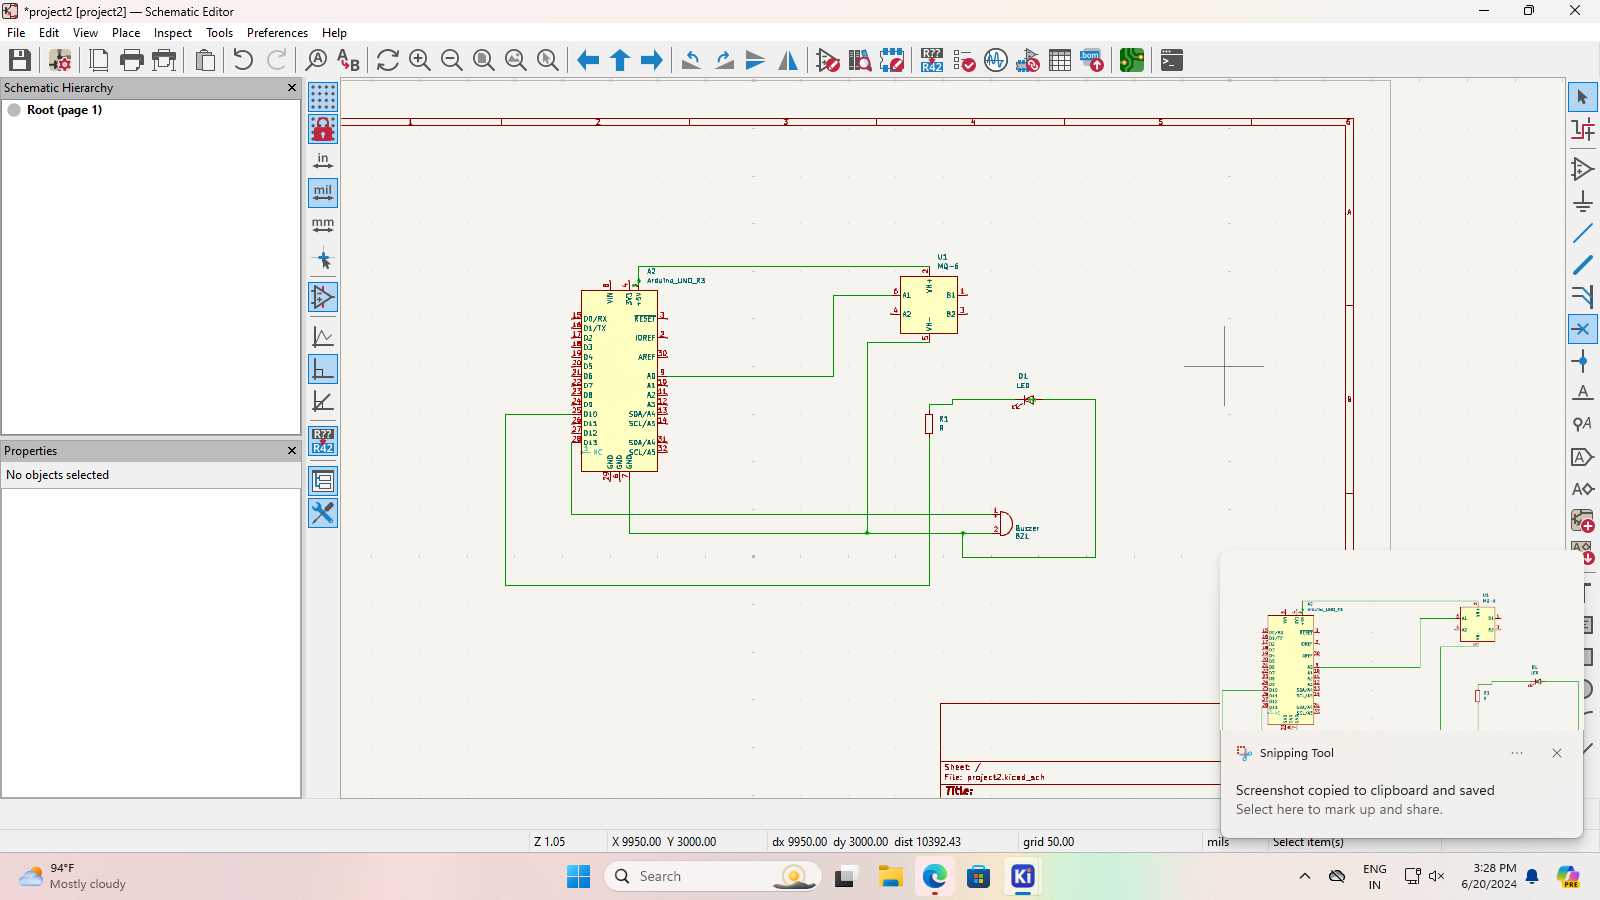 *project2 [project2] — Schematic Editor
File Edit View Place Inspect Tools Preferences Help
Schematic Hierarchy
Root (page 1)
Properties
No objects selected
in
mil
mm
R??
R42
1 2 3 4 5 6
A
B
A2
Arduino_UNO_R3
VIN
3V3
+5V
D0/RX
D1/TX
D2
D3
D4
D5
D6
D7
D8
D9
D10
D11
D12
D13
NC
RESET
IOREF
AREF
A0
A1
A2
A3
SDA/A4
SCL/A5
SDA/A4
SCL/A5
GND
GND
GND
U1
MQ-6
VH+
A1
A2
B1
B2
VH-
D1
LED
R1
R
1
2
Buzzer
BZ1
Sheet: /
File: project2.kicad_sch
Title:
Snipping Tool
Screenshot copied to clipboard and saved
Select here to mark up and share.
Z 1.05
X 9950.00 Y 3000.00
dx 9950.00 dy 3000.00 dist 10392.43
grid 50.00
mils
Select item(s)
94°F
Mostly cloudy
Search
Ki
ENG
IN
3:28 PM
6/20/2024
PRE